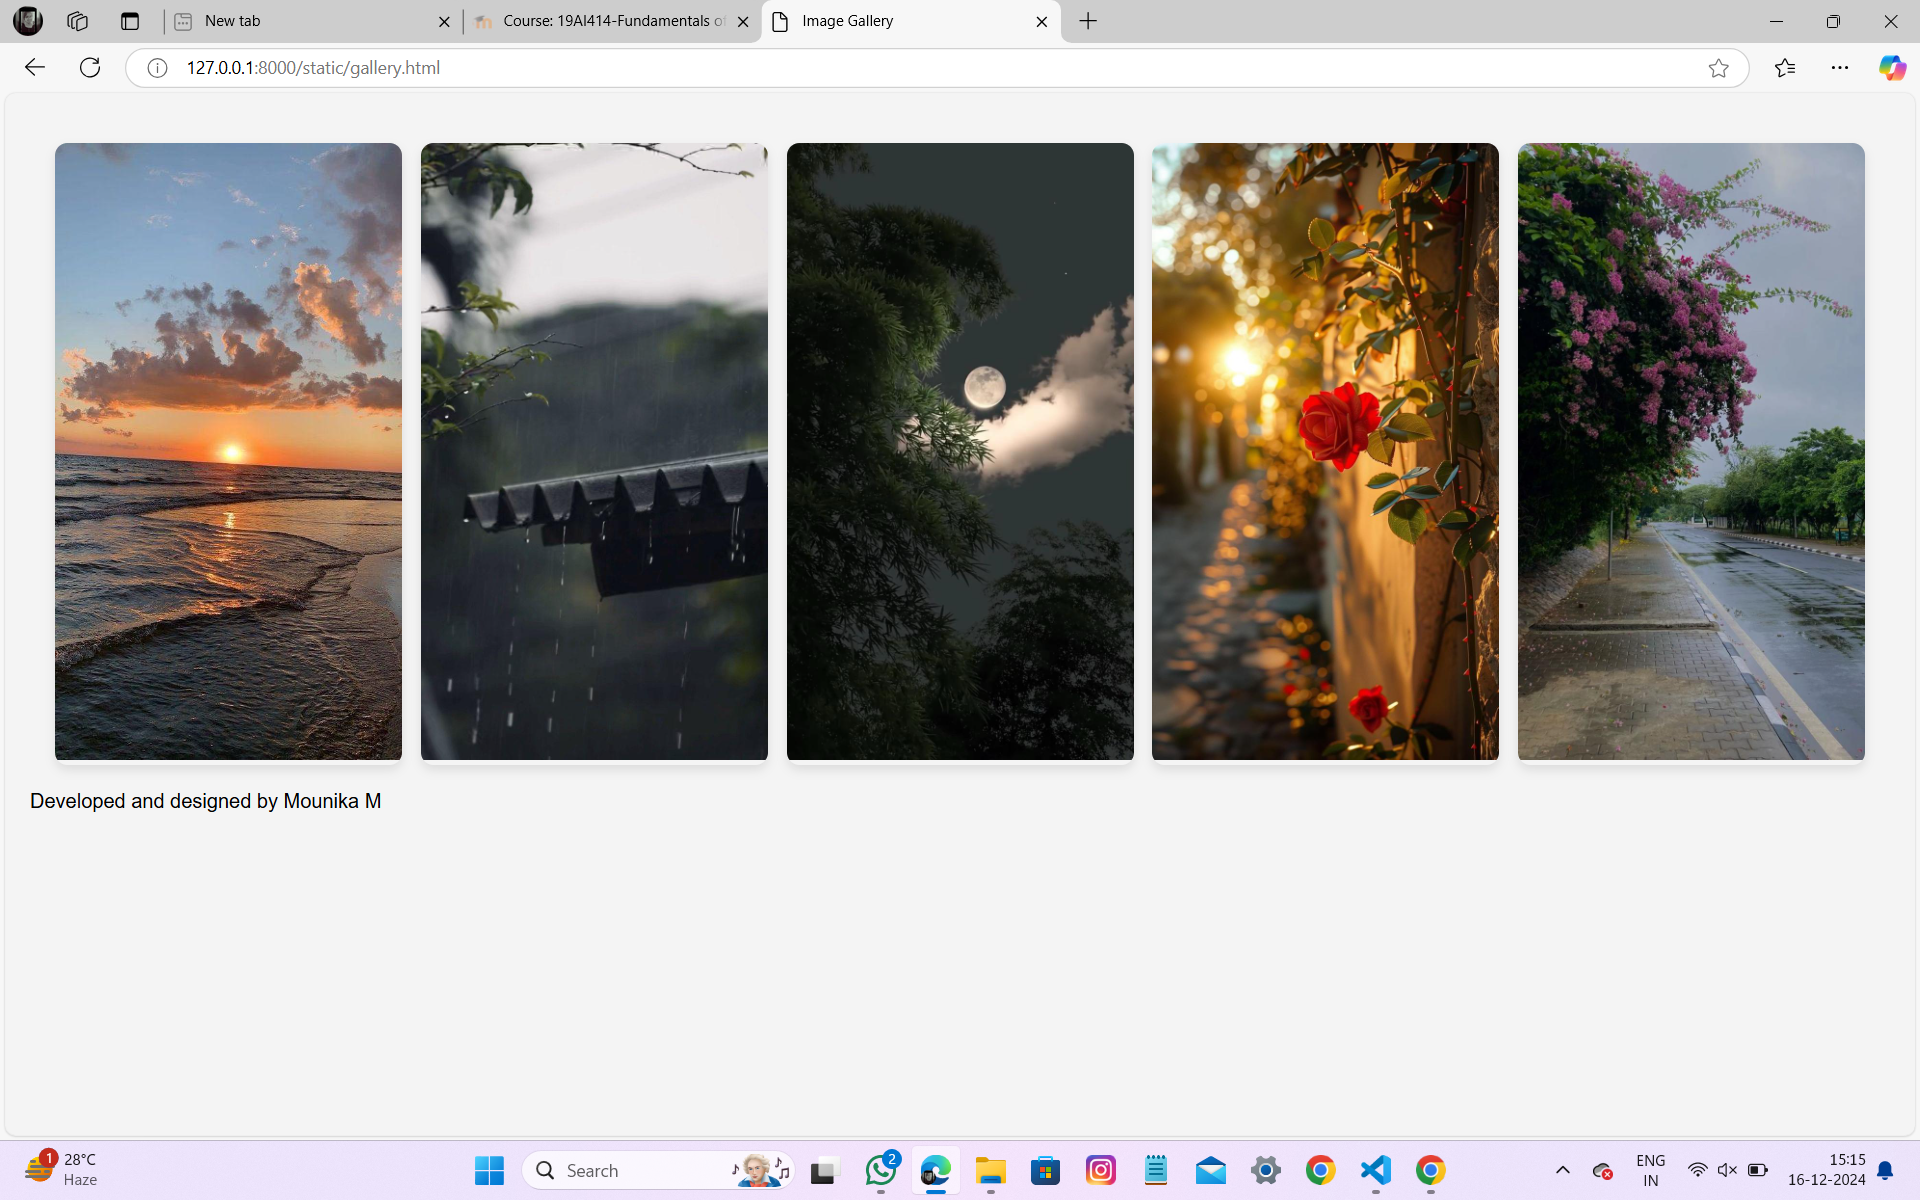 New tab
Course: 19AI414-Fundamentals of
Image Gallery
127.0.0.1:8000/static/gallery.html
Developed and designed by Mounika M
1
28°C
Haze
Search
2
ENG
IN
15:15
16-12-2024